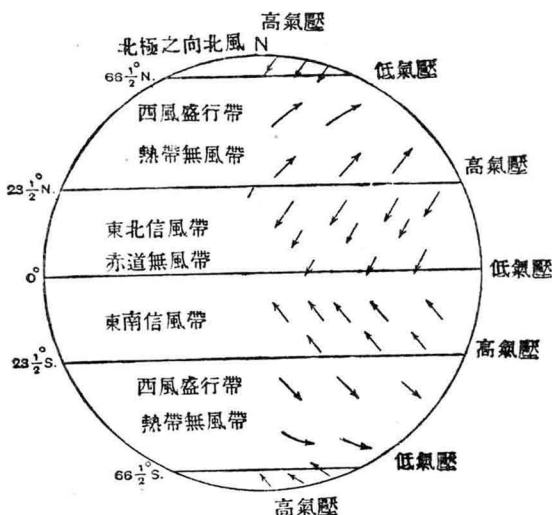 高氣壓
北極之向北風 N
66½°N.
低氣壓
西風盛行帶
熱帶無風帶
高氣壓
23½°N.
東北信風帶
赤道無風帶
0°
低氣壓
東南信風帶
高氣壓
23½°S.
西風盛行帶
熱帶無風帶
低氣壓
66½°S.
高氣壓